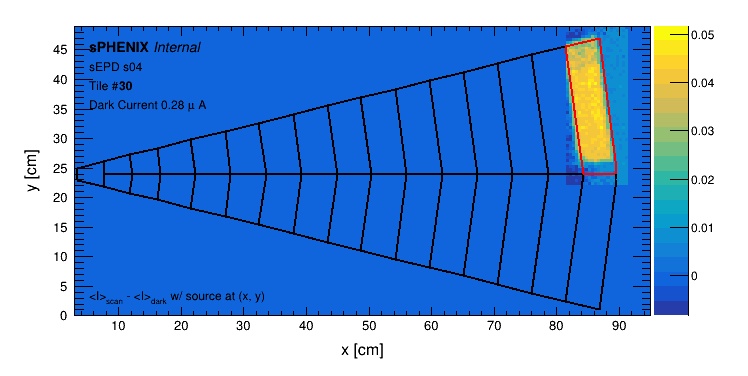 sPHENIX Internal
sEPD s04
Tile #30
Dark Current 0.28 μ A
<I>scan - <I>dark w/ source at (x, y)
y [cm]
45
40
35
30
25
20
15
10
5
0
10 20 30 40 50 60 70 80 90
x [cm]
0.05
0.04
0.03
0.02
0.01
0